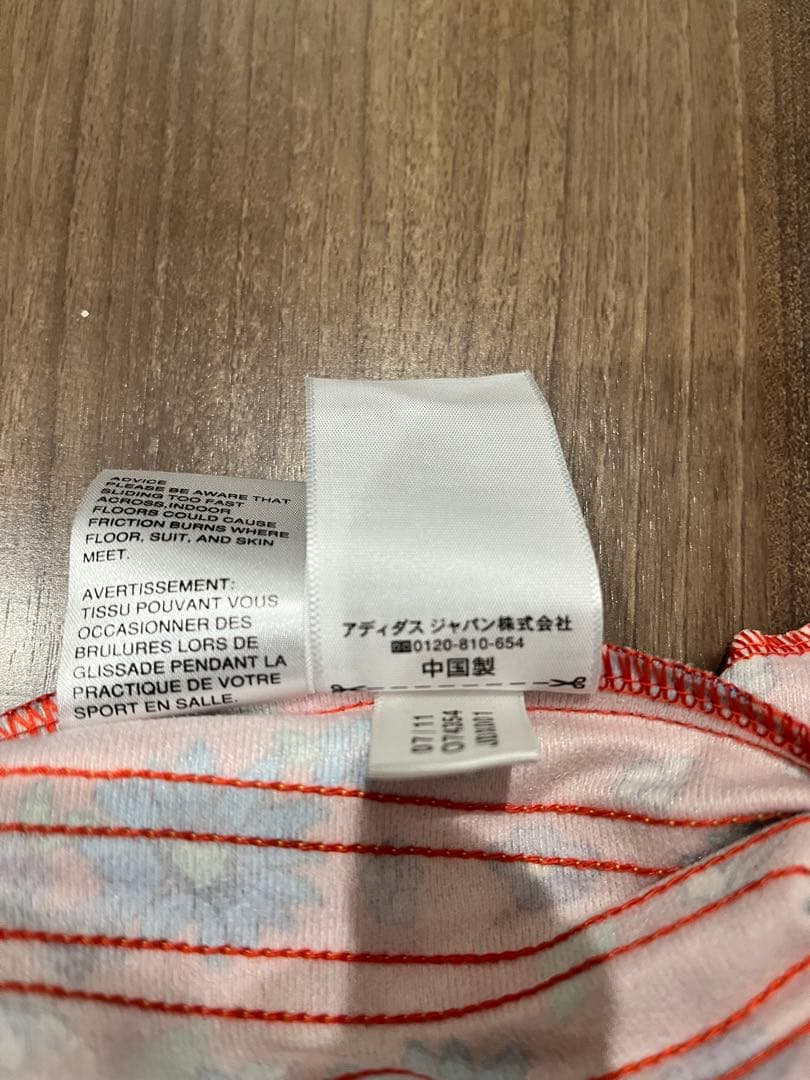 ADVICE
PLEASE BE AWARE THAT
SLIDING TOO FAST
ACROSS,INDOOR
FLOORS COULD CAUSE
FRICTION BURNS WHERE
FLOOR, SUIT, AND SKIN
MEET.
AVERTISSEMENT:
TISSU POUVANT VOUS
OCCASIONNER DES
BRULURES LORS DE
GLISSADE PENDANT LA
PRACTIQUE DE VOTRE
SPORT EN SALLE.
アディダス ジャパン株式会社
0120-810-654
中国製
07/11
O74354